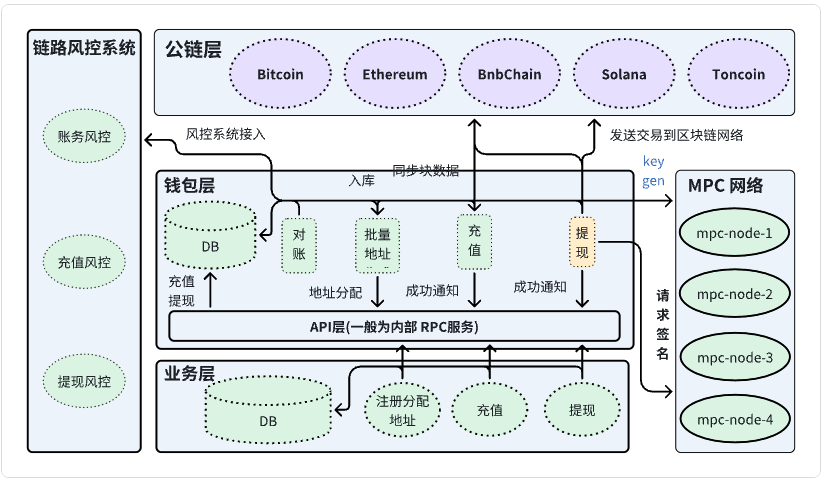 链路风控系统
账务风控
充值风控
提现风控
公链层
Bitcoin
Ethereum
BnbChain
Solana
Toncoin
风控系统接入
同步块数据
入库
发送交易到区块链网络
key
gen
钱包层
DB
对
账
批量
地址
充
值
提
现
充值
提现
地址分配
成功通知
成功通知
API层(一般为内部 RPC服务)
业务层
DB
注册分配
地址
充值
提现
请
求
签
名
MPC 网络
mpc-node-1
mpc-node-2
mpc-node-3
mpc-node-4